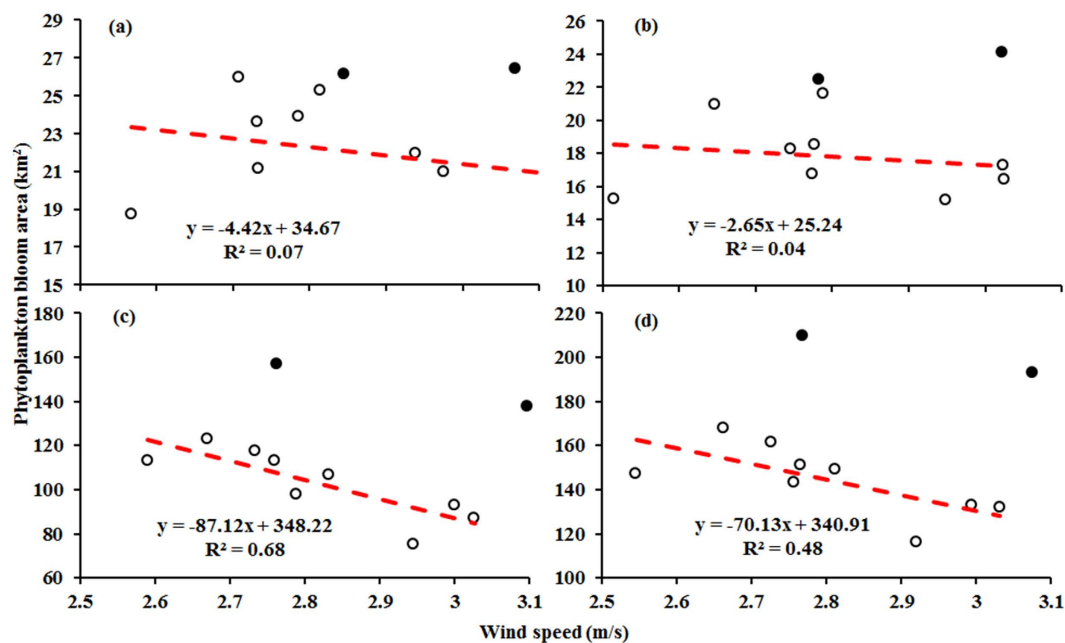 Phytoplankton bloom area (km²)
(a)
29
27
25
23
21
19
17
15
y = -4.42x + 34.67
R² = 0.07
(b)
26
24
22
20
18
16
14
12
10
y = -2.65x + 25.24
R² = 0.04
(c)
180
160
140
120
100
80
60
y = -87.12x + 348.22
R² = 0.68
2.5 2.6 2.7 2.8 2.9 3 3.1
(d)
220
200
180
160
140
120
100
y = -70.13x + 340.91
R² = 0.48
2.5 2.6 2.7 2.8 2.9 3 3.1
Wind speed (m/s)